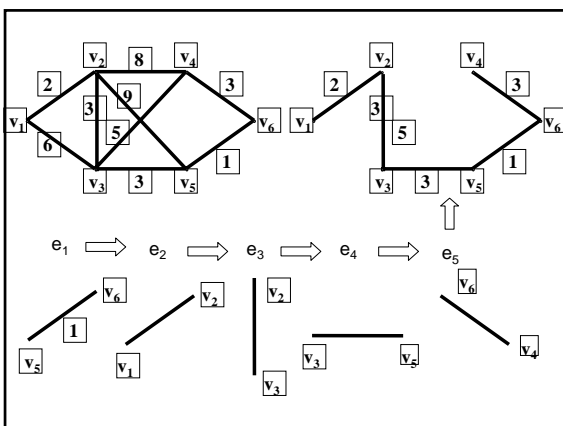 v2 8 v4 v2 v4
2 3 2 3
3 9 3
v1 v6 v1 v6
5 5
6 1 1
v3 3 v5 v3 3 v5
e1 e2 e3 e4 e5
v6 v2 v2 v6
1
v5 v1 v3 v3 v5 v4